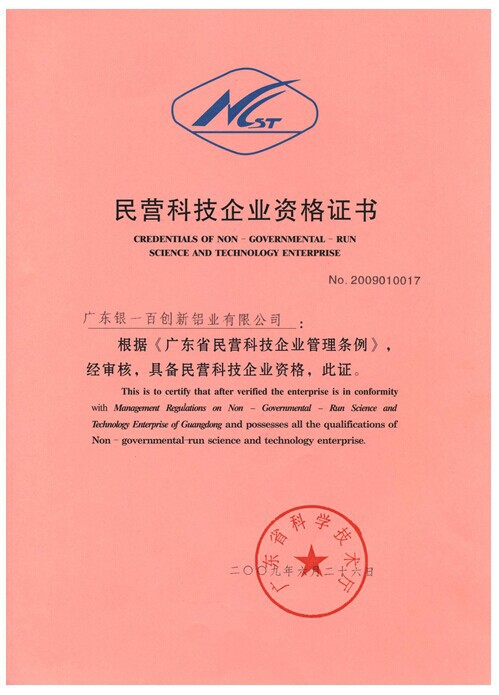 NCST
民营科技企业资格证书
CREDENTIALS OF NON - GOVERNMENTAL - RUN
SCIENCE AND TECHNOLOGY ENTERPRISE
No. 2009010017
广东银一百创新铝业有限公司：
根据《广东省民营科技企业管理条例》，
经审核，具备民营科技企业资格，此证。
This is to certify that after verified the enterprise is in conformity
with Management Regulations on Non - Governmental - Run Science and
Technology Enterprise of Guangdong and possesses all the qualifications of
Non - governmental-run science and technology enterprise.
广东省科学技术厅
二〇〇九年六月二十六日